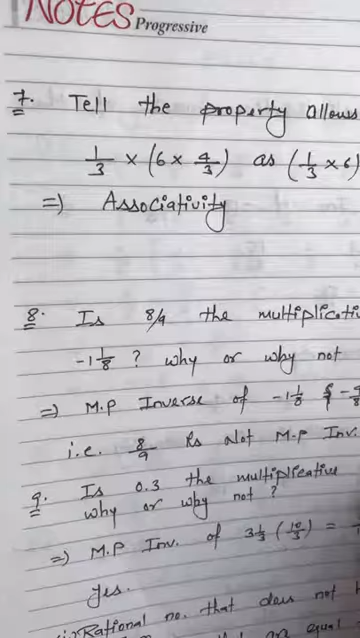 NOTES Progressive
7. Tell the property allows
1/3 × (6 × 4/3) as (1/3 × 6)
=) Associativity
8. Is 8/9 the multiplicati
-1 1/8 ? why or why not
=) M.P Inverse of -1 1/8
i.e. 8/9 Is Not M.P Inv.
9. Is 0.3 the multiplicative
why or why not ?
=) M.P Inv. of 3 1/3 (10/3) =
yes.
Rational no. that does not
an equal